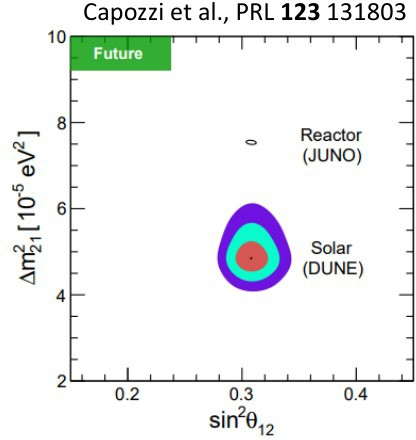 Capozzi et al., PRL 123 131803
10
Future
8
Reactor
(JUNO)
6
Solar
(DUNE)
4
2
0.2 0.3 0.4
Δm²₂₁ [10⁻⁵ eV²]
sin²θ₁₂